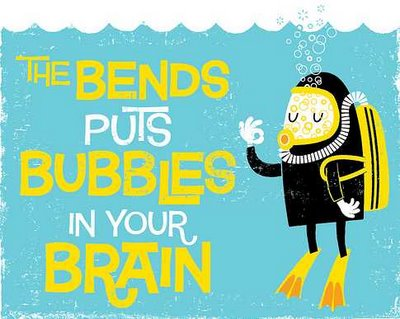 THE BENDS
PUTS
BUBBLES
IN YOUR
BRAIN